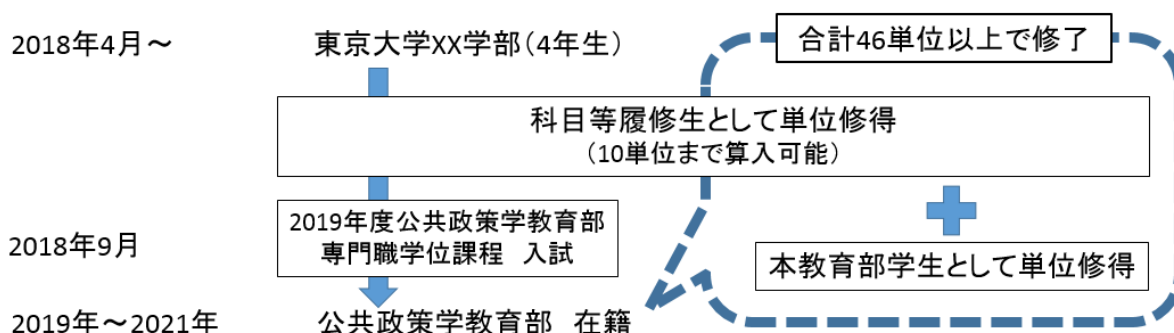 2018年4月～
東京大学XX学部（4年生）
合計46単位以上で修了
科目等履修生として単位修得
（10単位まで算入可能）
2018年9月
2019年度公共政策学教育部
専門職学位課程　入試
本教育部学生として単位修得
2019年～2021年
公共政策学教育部　在籍